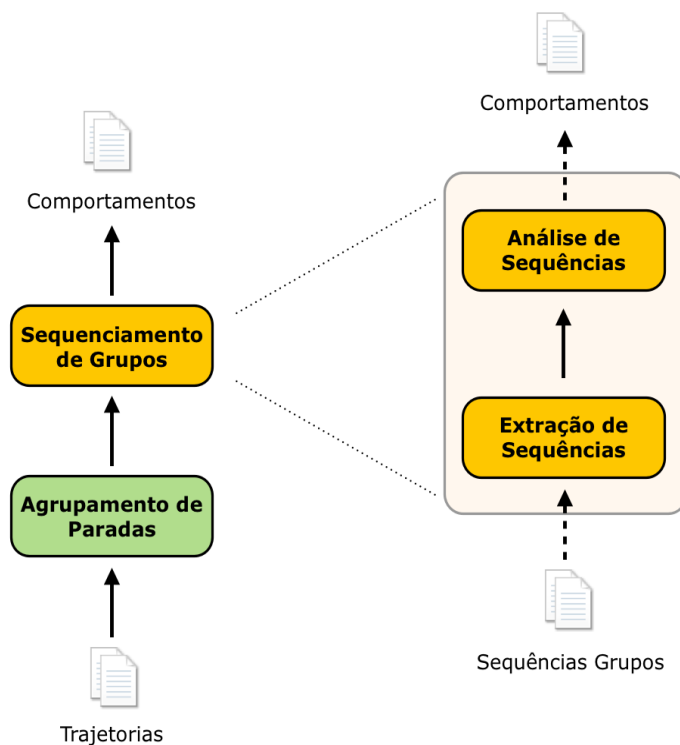 Comportamentos
Sequenciamento
de Grupos
Agrupamento de
Paradas
Trajetorias
Comportamentos
Análise de
Sequências
Extração de
Sequências
Sequências Grupos